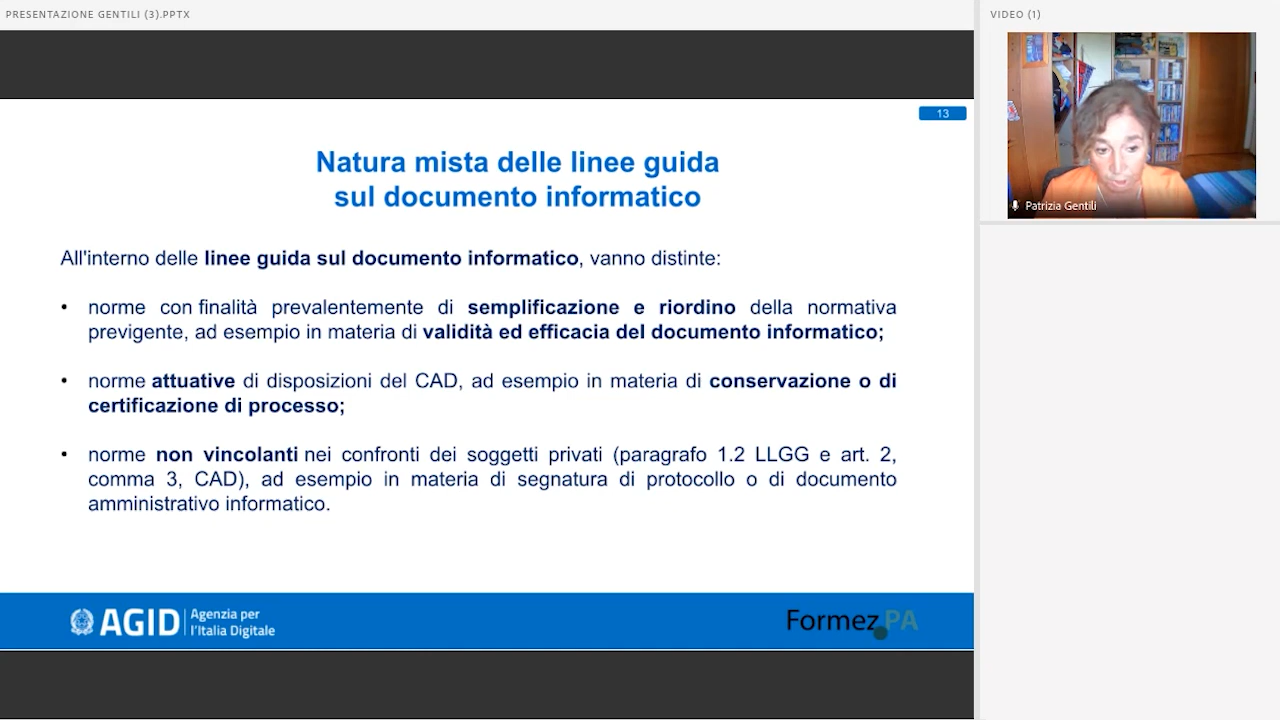 PRESENTAZIONE GENTILI (3).PPTX
VIDEO (1)
13
Natura mista delle linee guida
sul documento informatico
All'interno delle linee guida sul documento informatico, vanno distinte:
• norme con finalità prevalentemente di semplificazione e riordino della normativa
previgente, ad esempio in materia di validità ed efficacia del documento informatico;
• norme attuative di disposizioni del CAD, ad esempio in materia di conservazione o di
certificazione di processo;
• norme non vincolanti nei confronti dei soggetti privati (paragrafo 1.2 LLGG e art. 2,
comma 3, CAD), ad esempio in materia di segnatura di protocollo o di documento
amministrativo informatico.
AGID Agenzia per
l'Italia Digitale
Formez PA
Patrizia Gentili